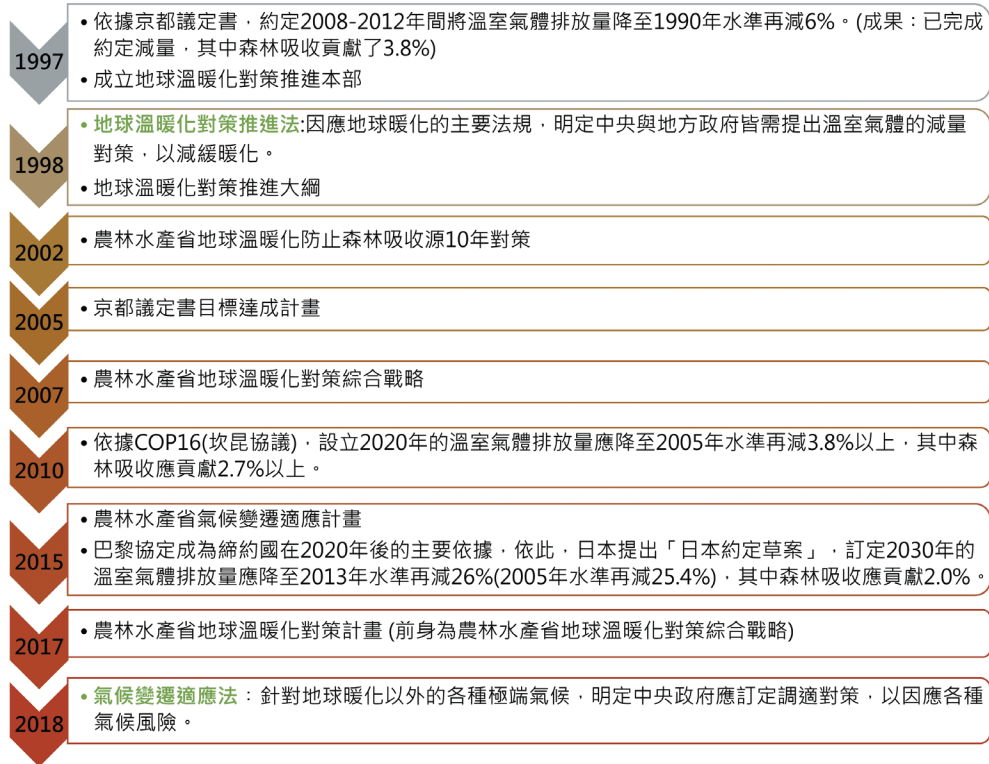 1997
• 依據京都議定書，約定2008-2012年間將溫室氣體排放量降至1990年水準再減6%。(成果：已完成
約定減量，其中森林吸收貢獻了3.8%)
• 成立地球溫暖化對策推進本部
1998
• 地球溫暖化對策推進法:因應地球暖化的主要法規，明定中央與地方政府皆需提出溫室氣體的減量
對策，以減緩暖化。
• 地球溫暖化對策推進大綱
2002
• 農林水產省地球溫暖化防止森林吸收源10年對策
2005
• 京都議定書目標達成計畫
2007
• 農林水產省地球溫暖化對策綜合戰略
2010
• 依據COP16(坎昆協議)，設立2020年的溫室氣體排放量應降至2005年水準再減3.8%以上，其中森
林吸收應貢獻2.7%以上。
2015
• 農林水產省氣候變遷適應計畫
• 巴黎協定成為締約國在2020年後的主要依據，依此，日本提出「日本約定草案」，訂定2030年的
溫室氣體排放量應降至2013年水準再減26%(2005年水準再減25.4%)，其中森林吸收應貢獻2.0%。
2017
• 農林水產省地球溫暖化對策計畫 (前身為農林水產省地球溫暖化對策綜合戰略)
2018
• 氣候變遷適應法：針對地球暖化以外的各種極端氣候，明定中央政府應訂定調適對策，以因應各種
氣候風險。